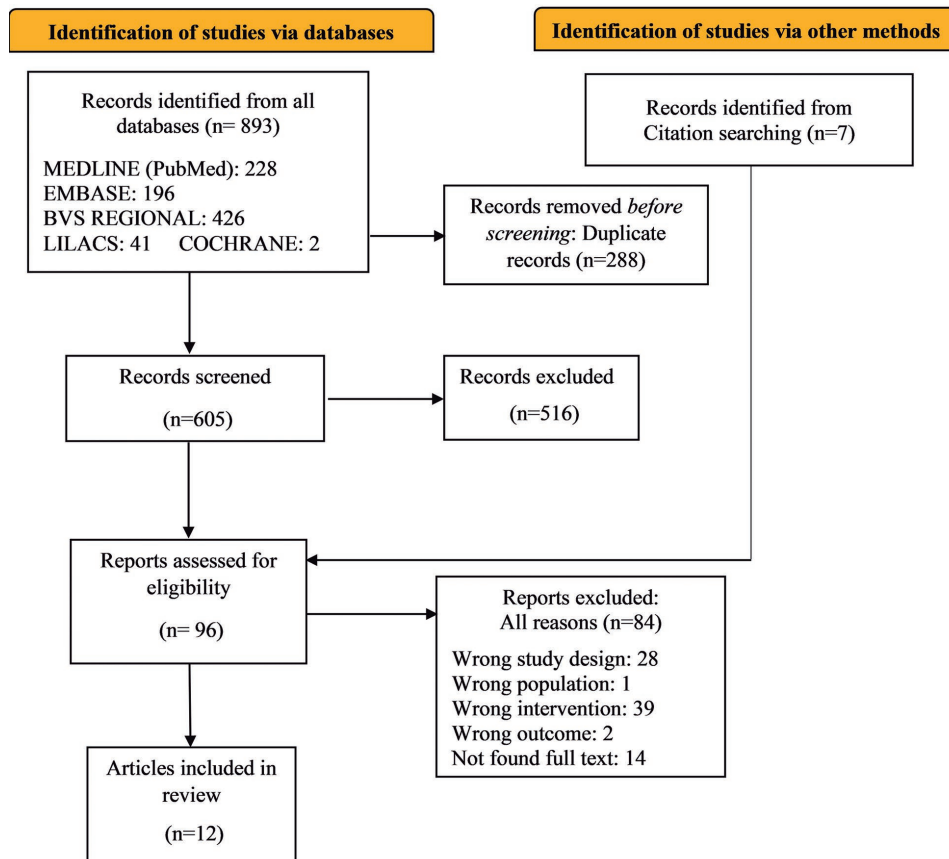 Identification of studies via databases
Identification of studies via other methods
Records identified from all
databases (n= 893)
MEDLINE (PubMed): 228
EMBASE: 196
BVS REGIONAL: 426
LILACS: 41 COCHRANE: 2
Records identified from
Citation searching (n=7)
Records removed before
screening: Duplicate
records (n=288)
Records screened
(n=605)
Records excluded
(n=516)
Reports assessed for
eligibility
(n= 96)
Reports excluded:
All reasons (n=84)
Wrong study design: 28
Wrong population: 1
Wrong intervention: 39
Wrong outcome: 2
Not found full text: 14
Articles included in
review
(n=12)